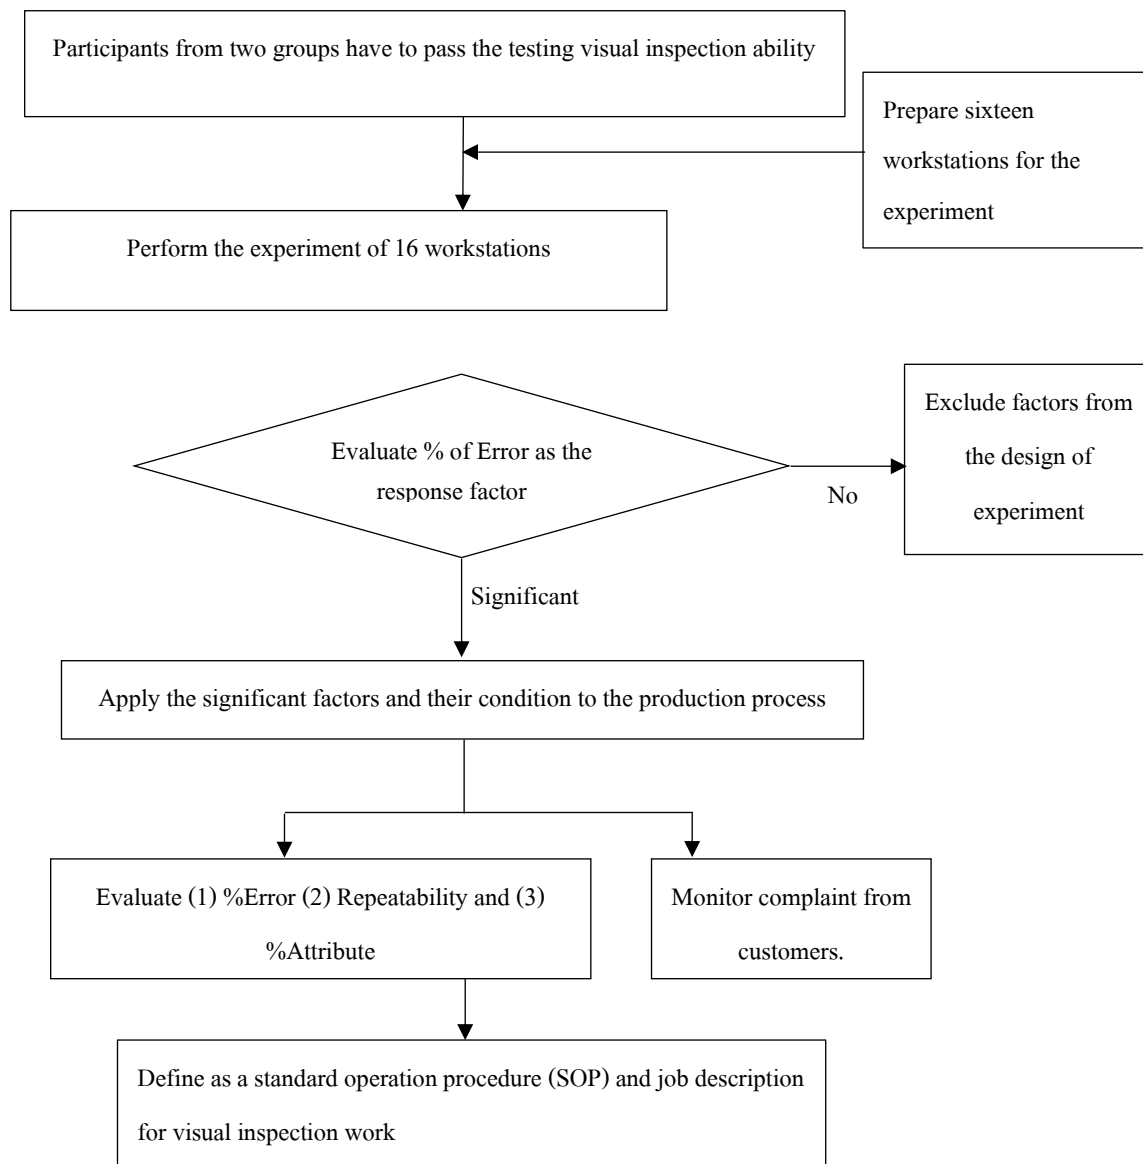 Participants from two groups have to pass the testing visual inspection ability
Prepare sixteen
workstations for the
experiment
Perform the experiment of 16 workstations
Evaluate % of Error as the
response factor
No
Exclude factors from
the design of
experiment
Significant
Apply the significant factors and their condition to the production process
Evaluate (1) %Error (2) Repeatability and (3)
%Attribute
Monitor complaint from
customers.
Define as a standard operation procedure (SOP) and job description
for visual inspection work